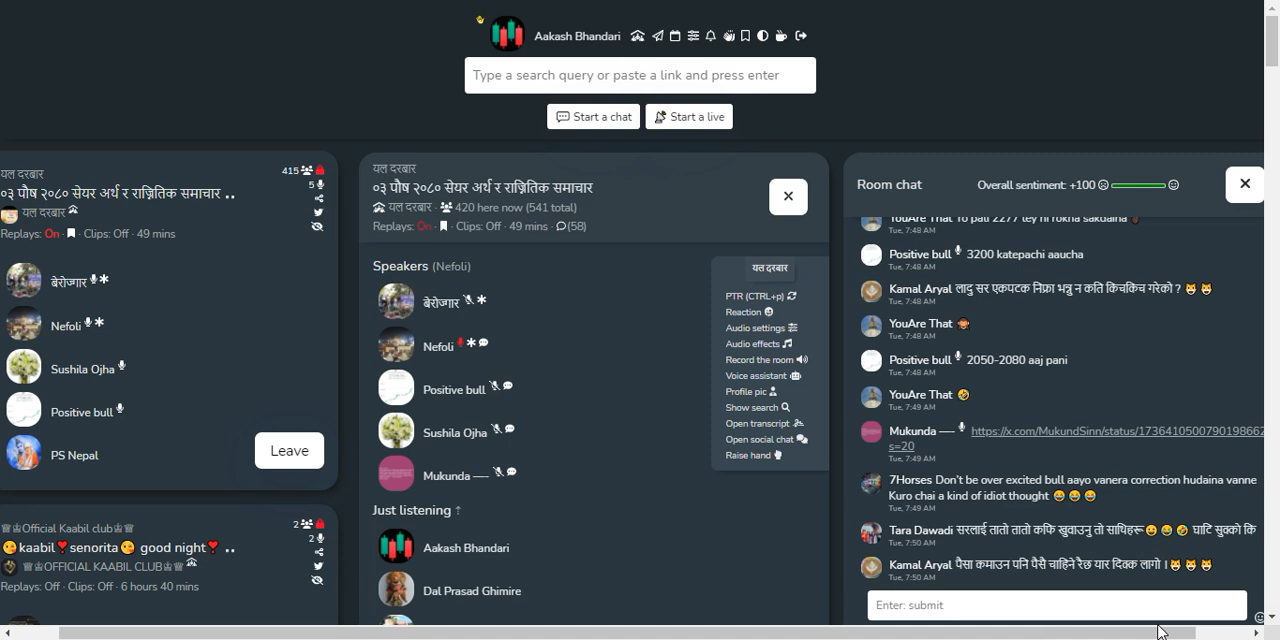 Aakash Bhandari
Type a search query or paste a link and press enter
Start a chat
Start a live
यल दरबार
415
०३ पौष २०८० सेयर अर्थ र राज्नितिक समाचार ..
5
यल दरबार
Replays: On · Clips: Off · 49 mins
बेरोज्गार
Nefoli
Sushila Ojha
Positive bull
PS Nepal
Leave
♕♔Official Kaabil club♔♕
2
😘kaabil❣️senorita😘 good night❣️ ..
2
♕♔OFFICIAL KAABIL CLUB♔♕
Replays: Off · Clips: Off · 6 hours 40 mins
यल दरबार
०३ पौष २०८० सेयर अर्थ र राज्नितिक समाचार
यल दरबार · 420 here now (541 total)
Replays: On · Clips: Off · 49 mins · (58)
Speakers (Nefoli)
बेरोज्गार
Nefoli
Positive bull
Sushila Ojha
Mukunda ––-
Just listening ↑
Aakash Bhandari
Dal Prasad Ghimire
यल दरबार
PTR (CTRL+p)
Reaction
Audio settings
Audio effects
Record the room
Voice assistant
Profile pic
Show search
Open transcript
Open social chat
Raise hand
Room chat
Overall sentiment: +100
YouAre That To pati 2277 tey hi rokna sakdaina
Tue, 7:48 AM
Positive bull 3200 katepachi aaucha
Tue, 7:48 AM
Kamal Aryal लादु सर एकपटक निफ्रा भन्नु न कति किचकिच गरेको ? 😸 😸
Tue, 7:48 AM
YouAre That 🙉
Tue, 7:48 AM
Positive bull 2050-2080 aaj pani
Tue, 7:48 AM
YouAre That 🤣
Tue, 7:49 AM
Mukunda ––- https://x.com/MukundSinn/status/1736410500790198662
s=20
Tue, 7:49 AM
7Horses Don't be over excited bull aayo vanera correction hudaina vanne
Kuro chai a kind of idiot thought 😂 😂 😂
Tue, 7:49 AM
Tara Dawadi सरलाई तातो तातो कफि खुवाउनु तो साथिहरू😀 😂 🤣 घाटि सुक्को कि
Tue, 7:50 AM
Kamal Aryal पैसा कमाउन पनि पैसै चाहिने रैछ यार दिक्क लागो । 😸 😸 😸
Tue, 7:50 AM
Enter: submit